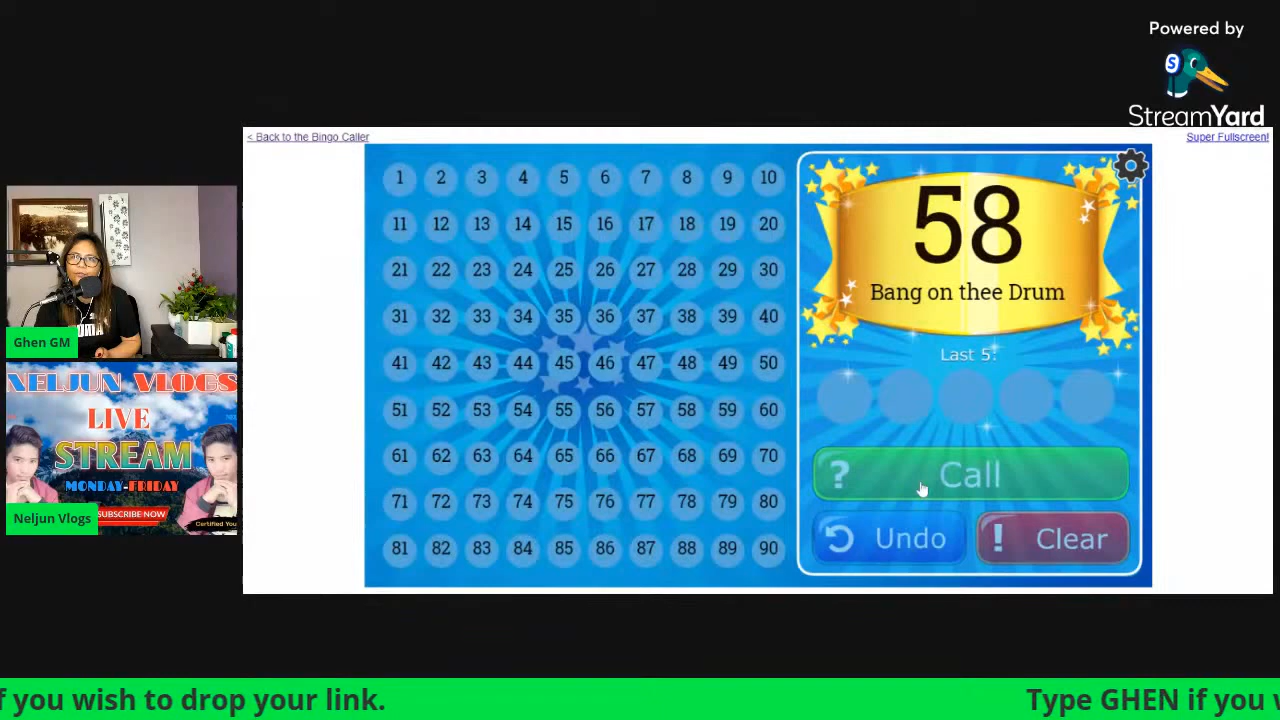 Powered by
S
StreamYard
< Back to the Bingo Caller
Super Fullscreen!
1 2 3 4 5 6 7 8 9 10
11 12 13 14 15 16 17 18 19 20
21 22 23 24 25 26 27 28 29 30
31 32 33 34 35 36 37 38 39 40
41 42 43 44 45 46 47 48 49 50
51 52 53 54 55 56 57 58 59 60
61 62 63 64 65 66 67 68 69 70
71 72 73 74 75 76 77 78 79 80
81 82 83 84 85 86 87 88 89 90
58
Bang on thee Drum
Last 5:
? Call
Undo
! Clear
Ghen GM
NELJUN VLOGS
LIVE
STREAM
MONDAY-FRIDAY
SUBSCRIBE NOW
Neljun Vlogs
Certified You
f you wish to drop your link.
Type GHEN if you w